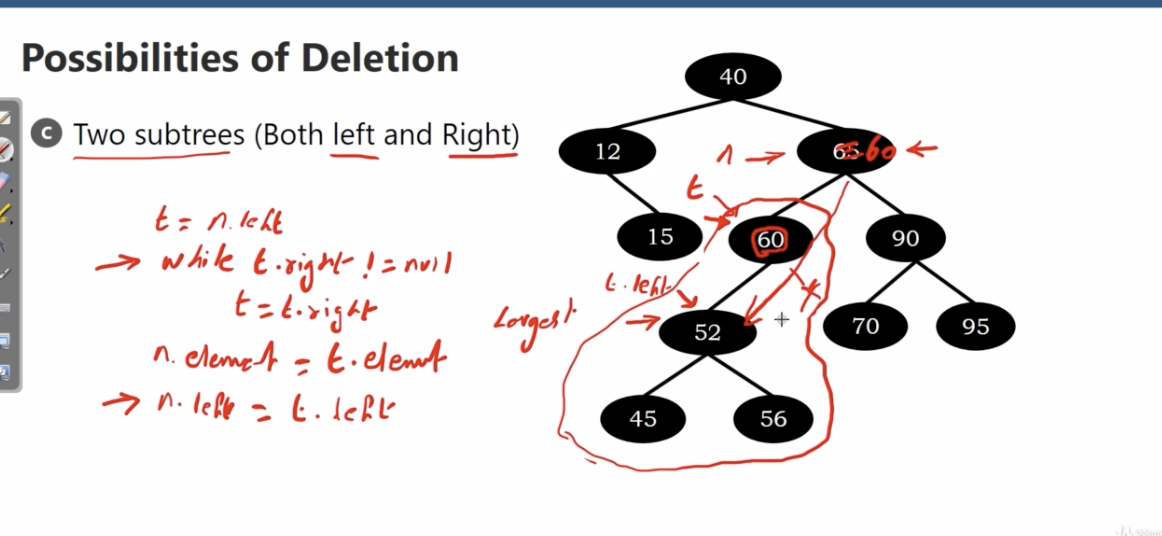 Possibilities of Deletion
C Two subtrees (Both left and Right)
t = n.left
while t.right != null
t = t.right
n.element = t.element
n.left = t.left
40
12
n
60
t
15
60
90
t.left
Largest
52
70
95
45
56